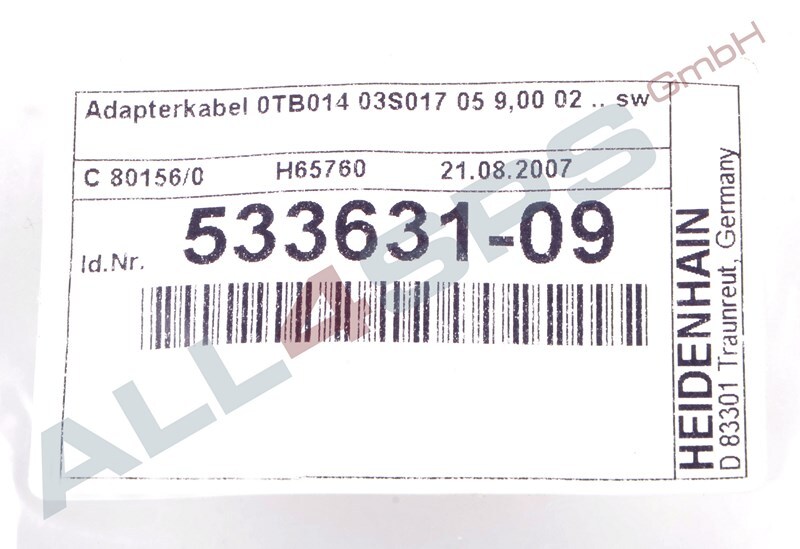 Adapterkabel 0TB014 03S017 05 9,00 02 .. sw
C 80156/0 H65760 21.08.2007
Id.Nr. 533631-09
HEIDENHAIN
D 83301 Traunreut, Germany
ALL4SPS GmbH